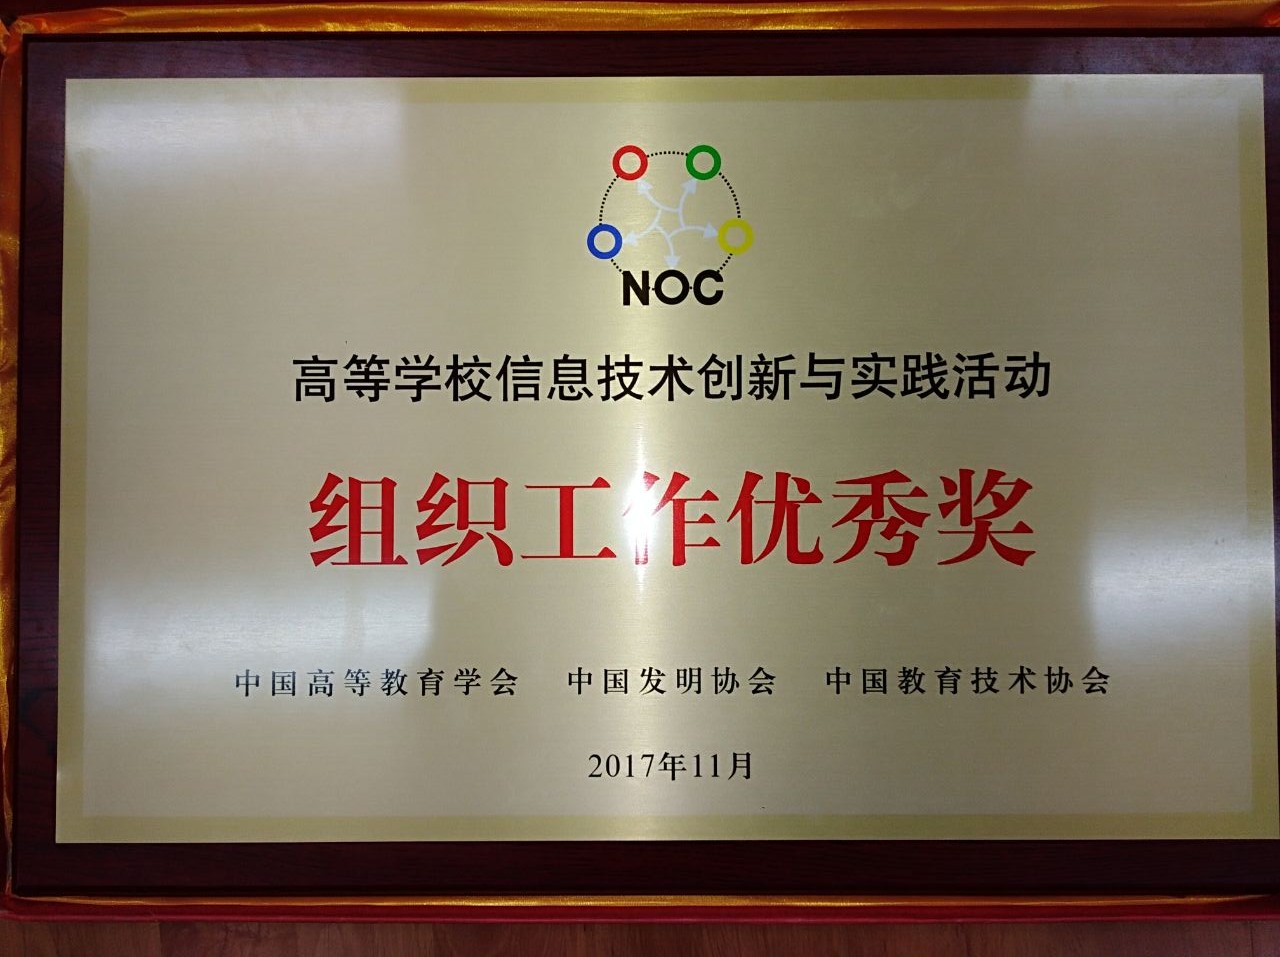 NOC
高等学校信息技术创新与实践活动
组织工作优秀奖
中国高等教育学会 中国发明协会 中国教育技术协会
2017年11月